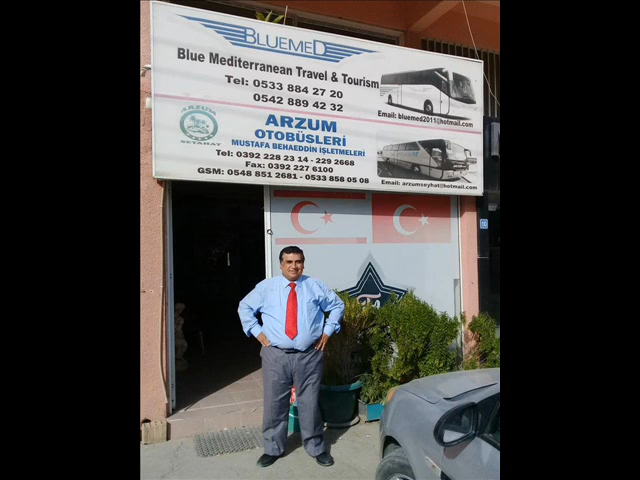 BLUEMED
Blue Mediterranean Travel & Tourism
Tel: 0533 884 27 20
0542 889 42 32
Email: bluemed2011@hotmail.com
ARZUM
SEYAHAT
ARZUM
OTOBÜSLERİ
MUSTAFA BEHAEDDİN İŞLETMELERİ
Tel: 0392 228 23 14 - 229 2668
Fax: 0392 227 6100
GSM: 0548 851 2681 - 0533 858 05 08
Email: arzumseyhat@hotmail.com